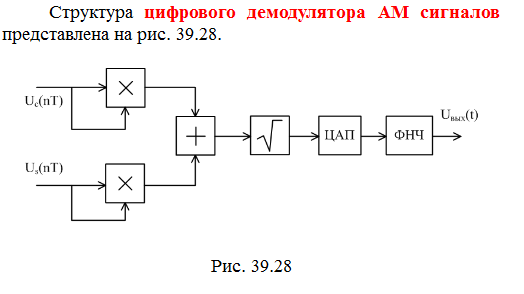 Структура цифрового демодулятора АМ сигналов
представлена на рис. 39.28.
Uс(nT)
Us(nT)
ЦАП
ФНЧ
Uвых(t)
Рис. 39.28